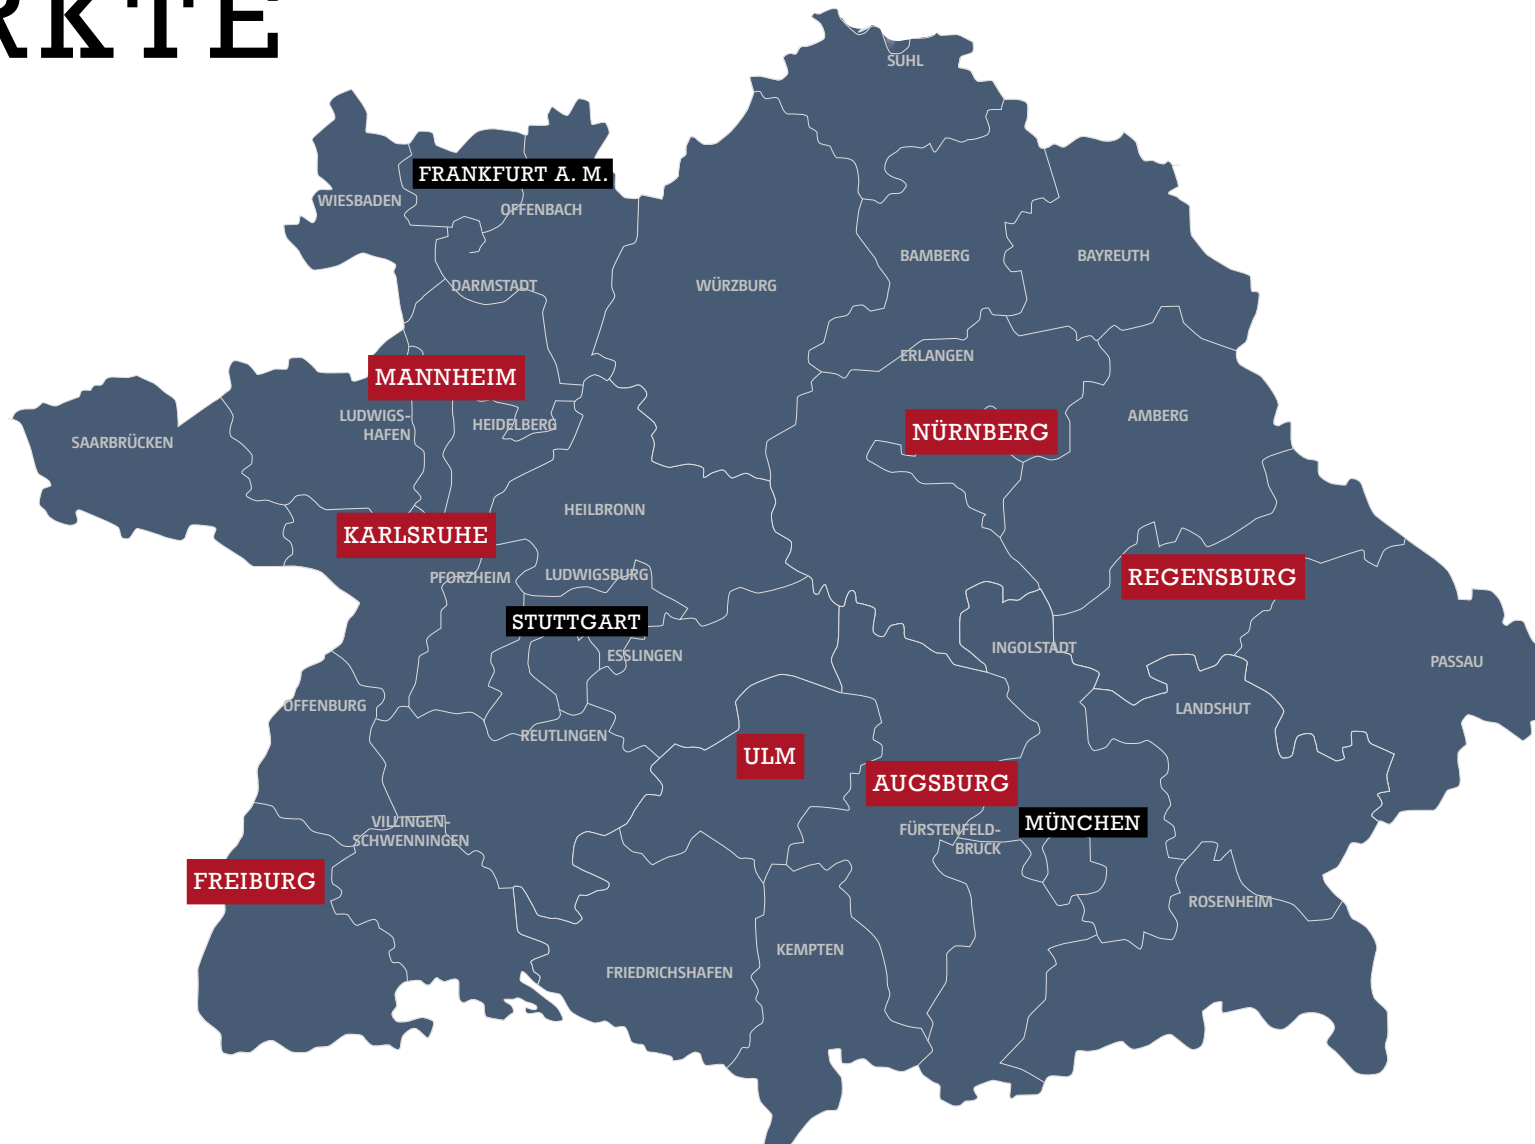 RKTE
SUHL
FRANKFURT A. M.
WIESBADEN
OFFENBACH
BAMBERG
BAYREUTH
DARMSTADT
WÜRZBURG
ERLANGEN
MANNHEIM
LUDWIGS-
HAFEN
HEIDELBERG
NÜRNBERG
AMBERG
SAARBRÜCKEN
HEILBRONN
KARLSRUHE
PFORZHEIM
LUDWIGSBURG
REGENSBURG
STUTTGART
ESSLINGEN
INGOLSTADT
PASSAU
OFFENBURG
LANDSHUT
REUTLINGEN
ULM
AUGSBURG
VILLINGEN-
SCHWENNINGEN
FÜRSTENFELD-
BRUCK
MÜNCHEN
FREIBURG
ROSENHEIM
KEMPTEN
FRIEDRICHSHAFEN